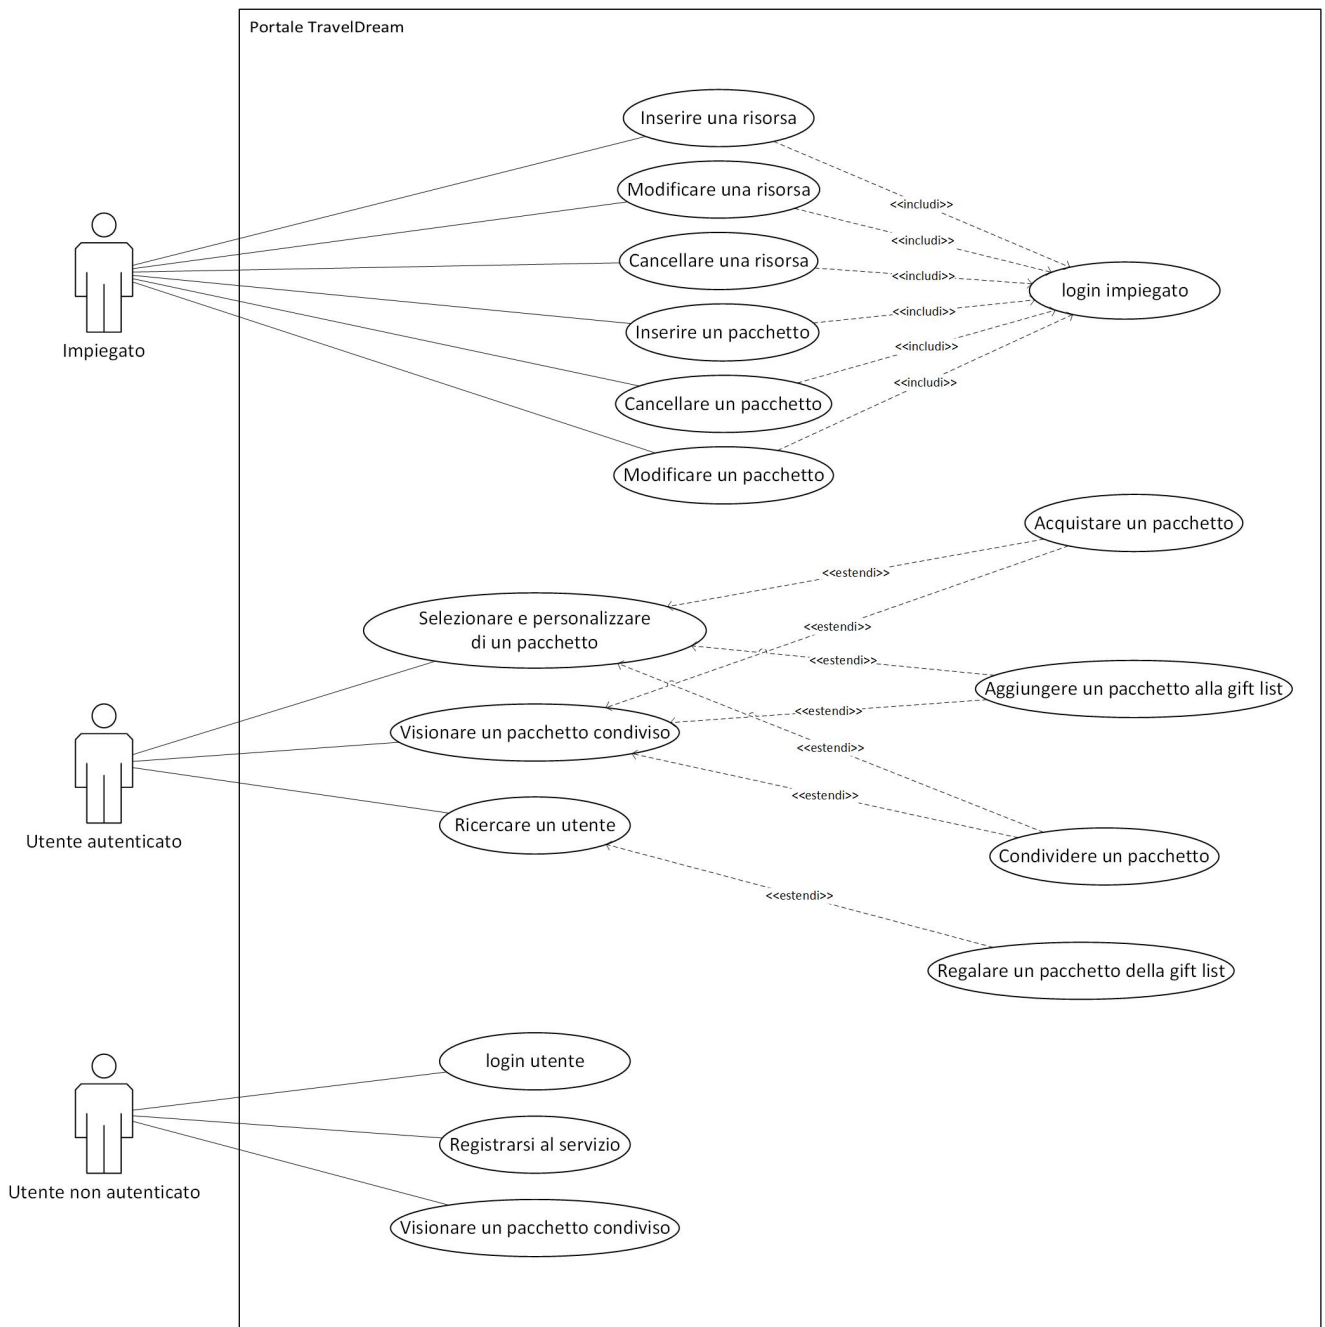 Portale TravelDream
Inserire una risorsa
Modificare una risorsa
<<includi>>
<<includi>>
Cancellare una risorsa
<<includi>>
login impiegato
<<includi>>
Inserire un pacchetto
Impiegato
<<includi>>
<<includi>>
Cancellare un pacchetto
Modificare un pacchetto
Acquistare un pacchetto
<<estendi>>
Selezionare e personalizzare
di un pacchetto
<<estendi>>
<<estendi>>
Aggiungere un pacchetto alla gift list
<<estendi>>
Visionare un pacchetto condiviso
<<estendi>>
<<estendi>>
Ricercare un utente
Utente autenticato
Condividere un pacchetto
<<estendi>>
Regalare un pacchetto della gift list
login utente
Registrarsi al servizio
Utente non autenticato
Visionare un pacchetto condiviso